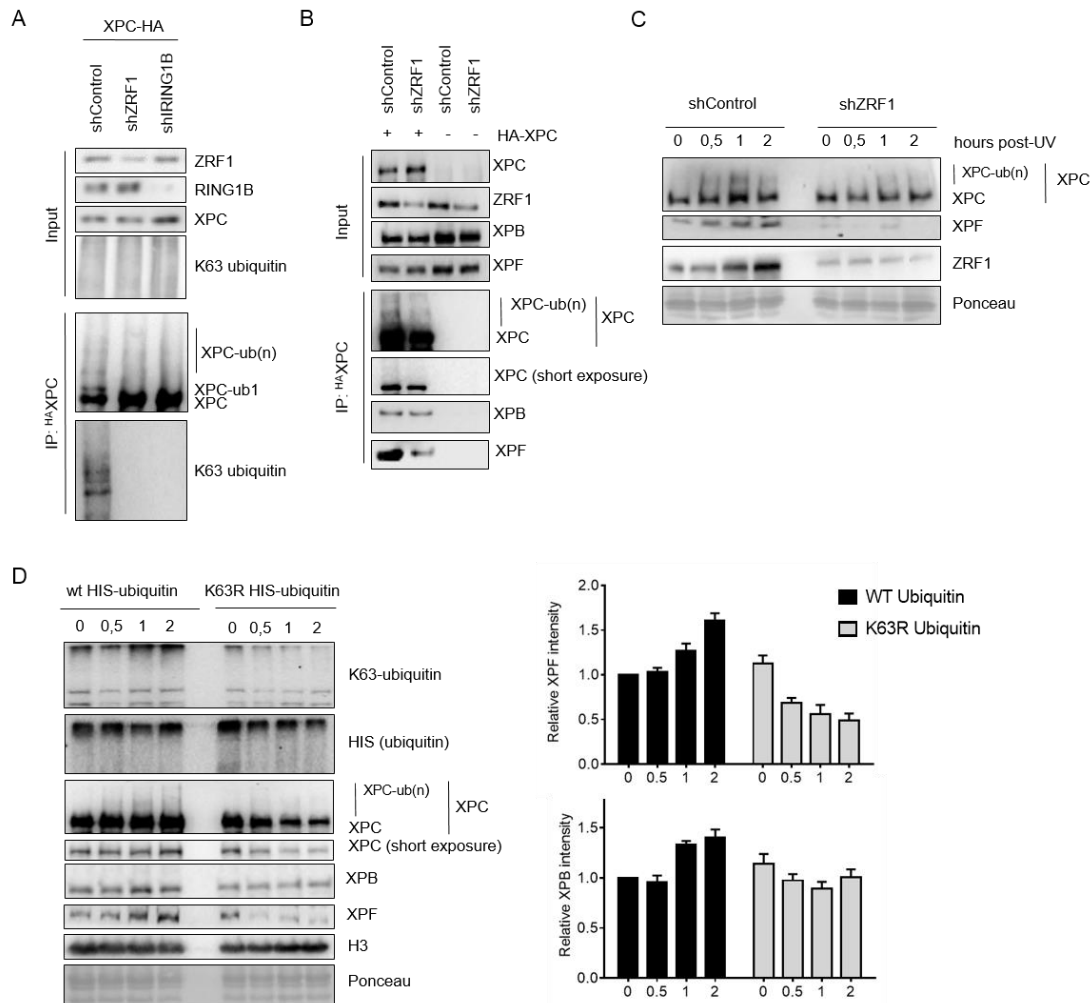 A
XPC-HA
shControl
shZRF1
shIRING1B
Input
ZRF1
RING1B
XPC
K63 ubiquitin
IP: HAXPC
XPC-ub(n)
XPC-ub1
XPC
K63 ubiquitin
B
shControl
shZRF1
shControl
shZRF1
+ + - - HA-XPC
Input
XPC
ZRF1
XPB
XPF
IP: HAXPC
XPC-ub(n)
XPC
XPC
XPC (short exposure)
XPB
XPF
C
shControl shZRF1
0 0,5 1 2 0 0,5 1 2 hours post-UV
XPC-ub(n)
XPC
XPC
XPF
ZRF1
Ponceau
D
wt HIS-ubiquitin K63R HIS-ubiquitin
0 0,5 1 2 0 0,5 1 2
K63-ubiquitin
HIS (ubiquitin)
XPC-ub(n)
XPC
XPC
XPC (short exposure)
XPB
XPF
H3
Ponceau
Relative XPF intensity
2.0
1.5
1.0
0.5
0.0
0 0.5 1 2 0 0.5 1 2
WT Ubiquitin
K63R Ubiquitin
Relative XPB intensity
1.5
1.0
0.5
0.0
0 0.5 1 2 0 0.5 1 2